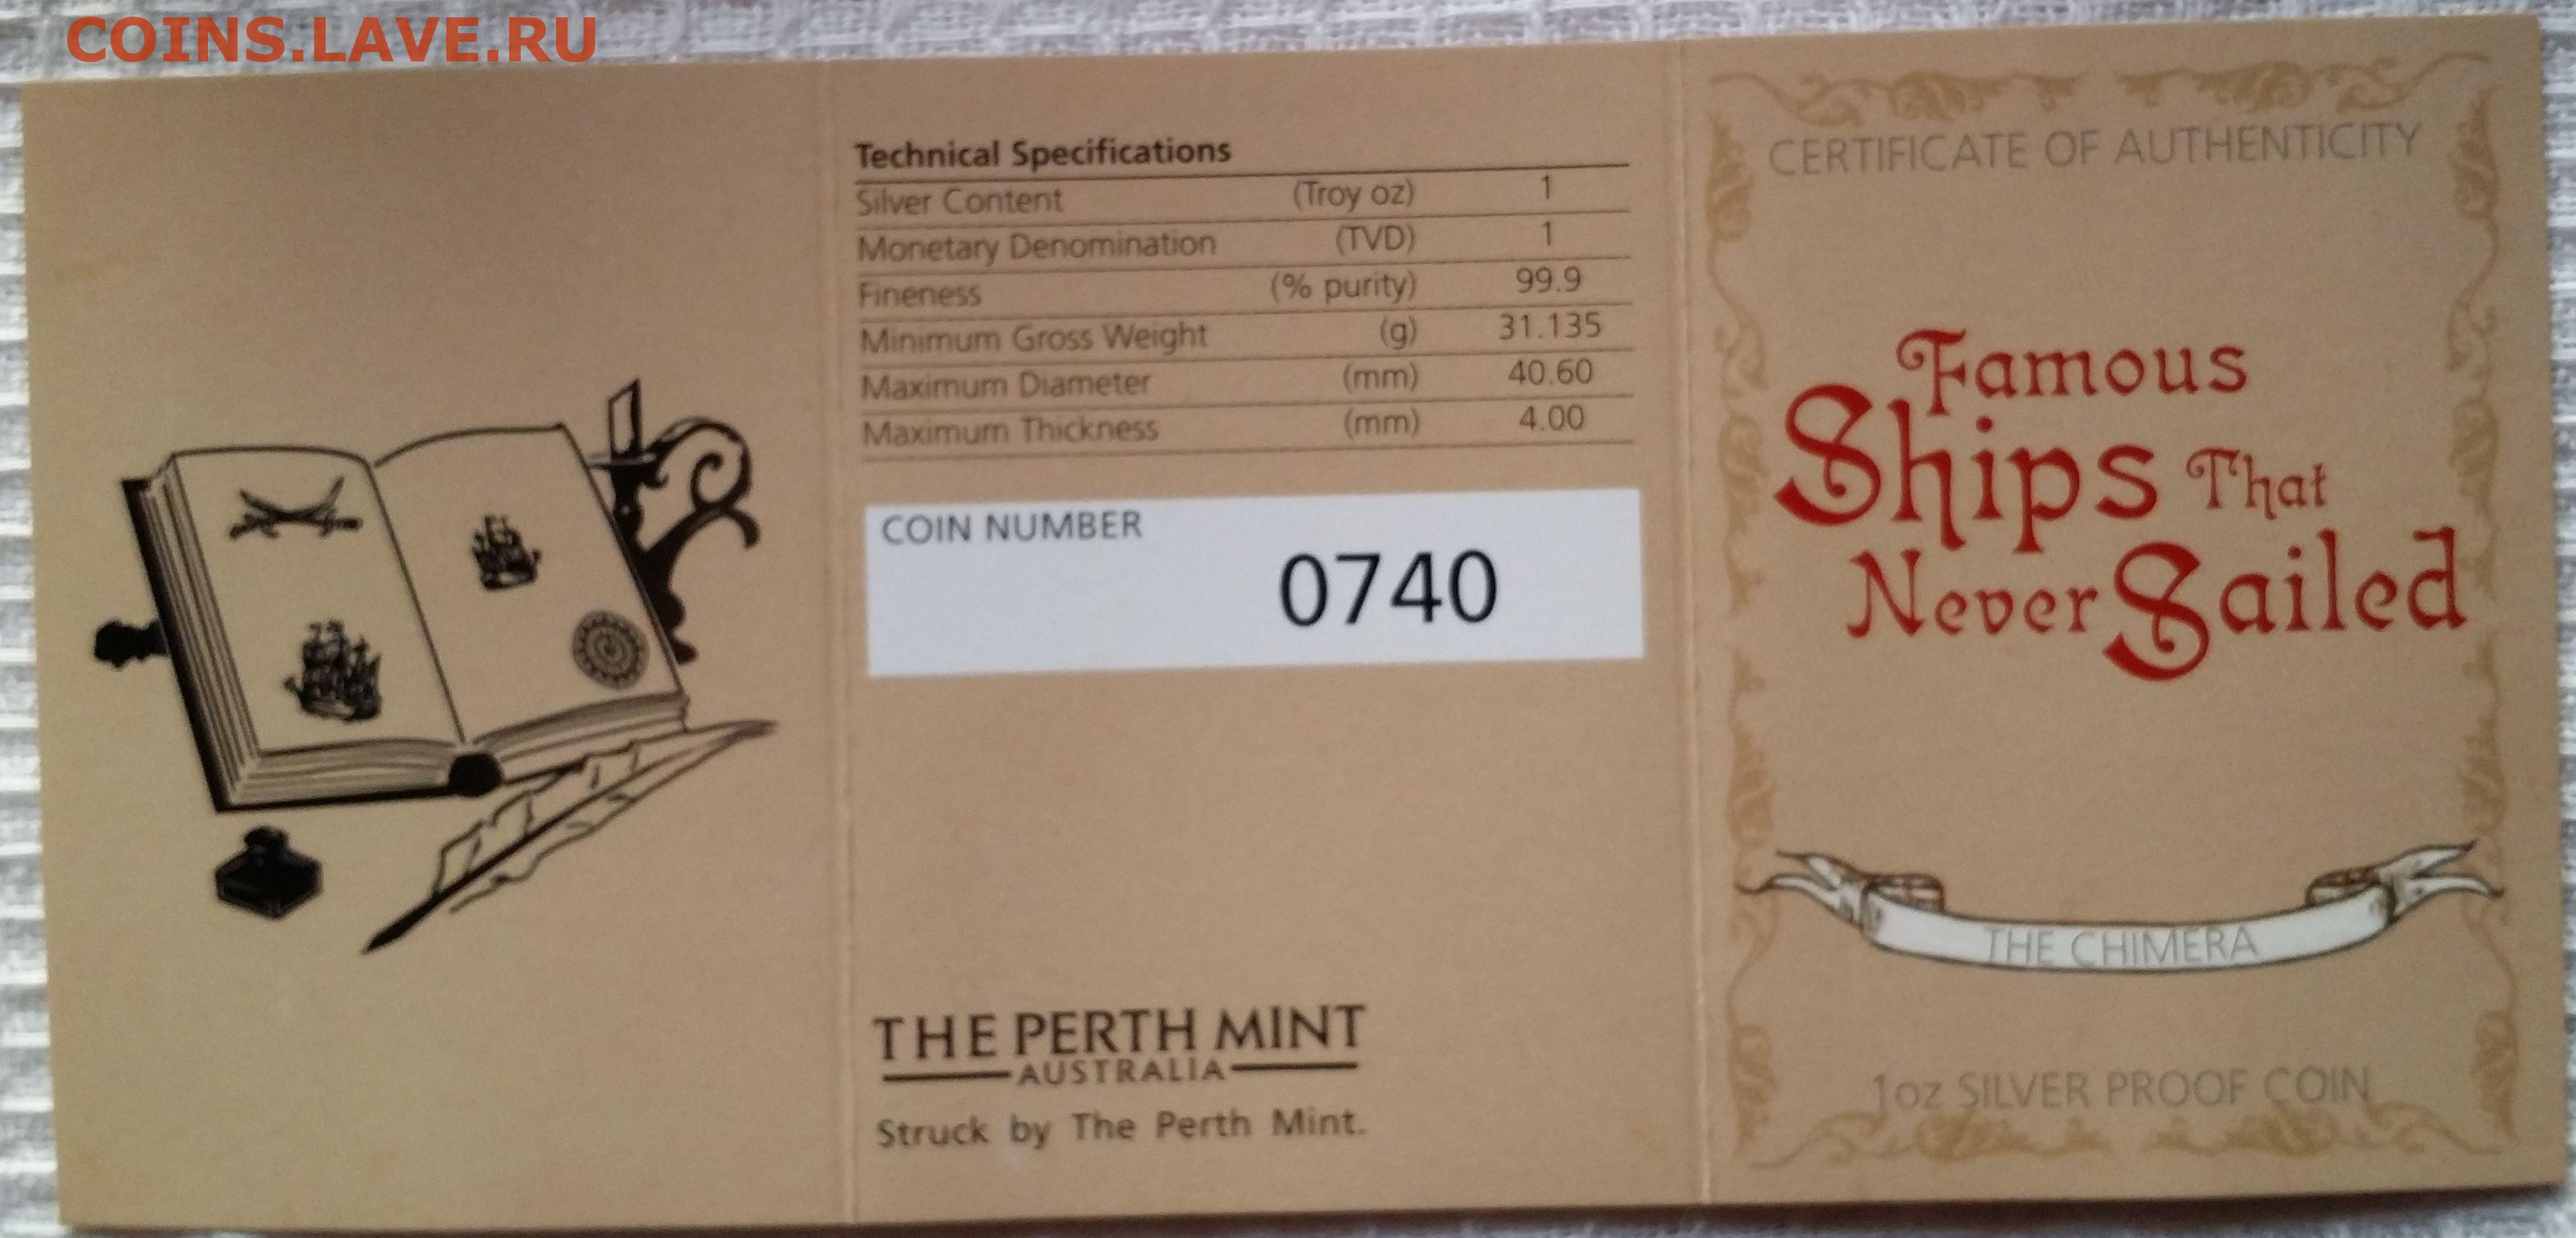 COINS.LAVE.RU
Technical Specifications
Silver Content (Troy oz) 1
Monetary Denomination (TVD) 1
Fineness (% purity) 99.9
Minimum Gross Weight (g) 31.135
Maximum Diameter (mm) 40.60
Maximum Thickness (mm) 4.00
COIN NUMBER
0740
THE PERTH MINT
AUSTRALIA
Struck by The Perth Mint.
CERTIFICATE OF AUTHENTICITY
Famous
Ships That
Never Sailed
THE CHIMERA
1oz SILVER PROOF COIN